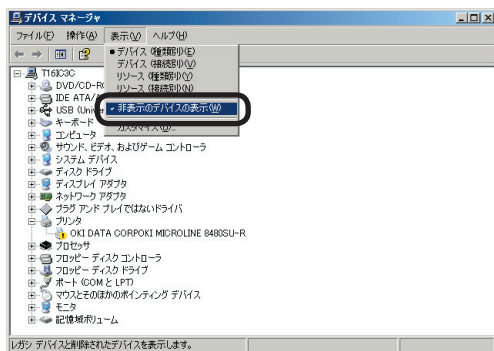 デバイス マネージャ
ファイル(F) 操作(A) 表示(V) ヘルプ(H)
デバイス (種類別)(E)
デバイス (接続別)(V)
リソース (種類別)(Y)
リソース (接続別)(N)
非表示のデバイスの表示(W)
カスタマイズ(U)...
T16IC3C
DVD/CD-R
IDE ATA/A
USB (Univer
キーボード
コンピュータ
サウンド、ビデオ、およびゲーム コントローラ
システム デバイス
ディスク ドライブ
ディスプレイ アダプタ
ネットワーク アダプタ
プラグ アンド プレイではないドライバ
プリンタ
OKI DATA CORPOKI MICROLINE 8480SU-R
プロセッサ
フロッピー ディスク コントローラ
フロッピー ディスク ドライブ
ポート (COM と LPT)
マウスとそのほかのポインティング デバイス
モニタ
記憶域ボリューム
レガシ デバイスと削除されたデバイスを表示します。